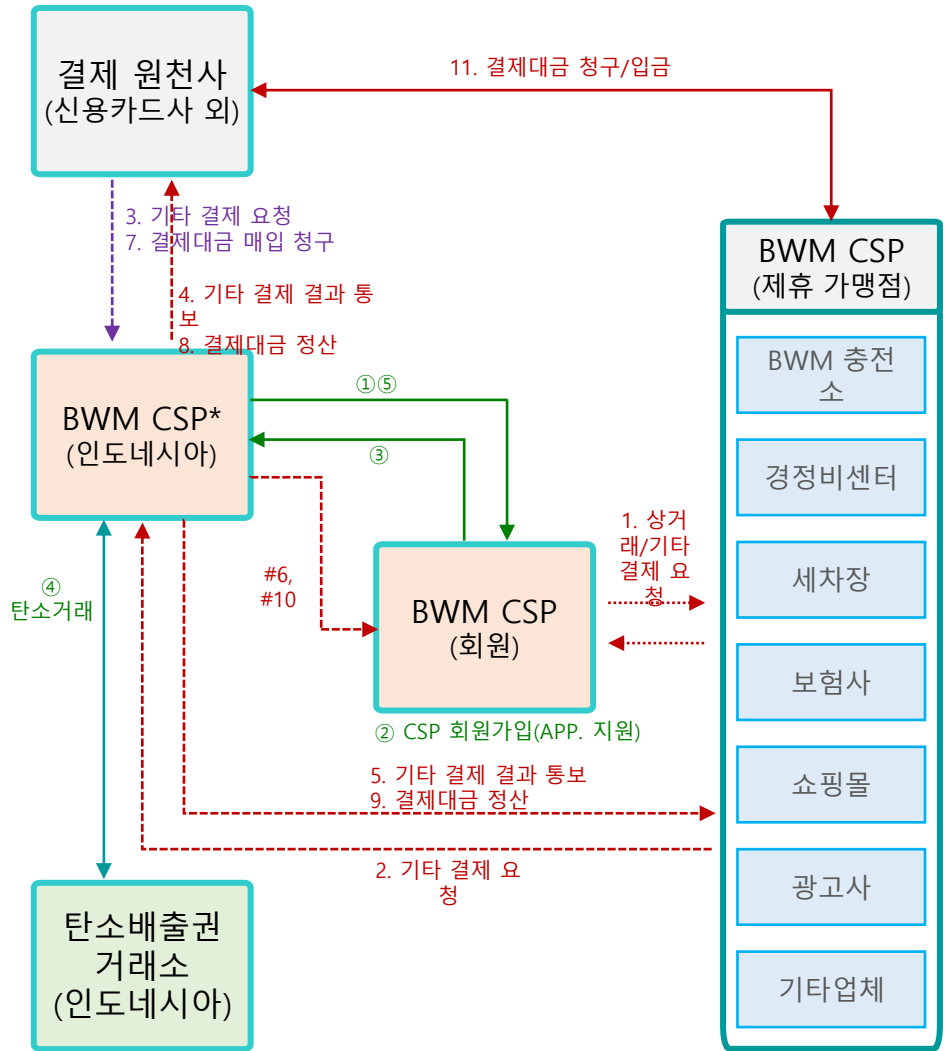 결제 원천사
(신용카드사 외)
11. 결제대금 청구/입금
3. 기타 결제 요청
7. 결제대금 매입 청구
4. 기타 결제 결과 통
보
8. 결제대금 정산
BWM CSP
(제휴 가맹점)
BWM 충전
소
경정비센터
세차장
보험사
쇼핑몰
광고사
기타업체
BWM CSP*
(인도네시아)
①⑤
③
#6,
#10
1. 상거
래/기타
결제 요
청
BWM CSP
(회원)
② CSP 회원가입(APP. 지원)
④
탄소거래
5. 기타 결제 결과 통보
9. 결제대금 정산
2. 기타 결제 요
청
탄소배출권
거래소
(인도네시아)